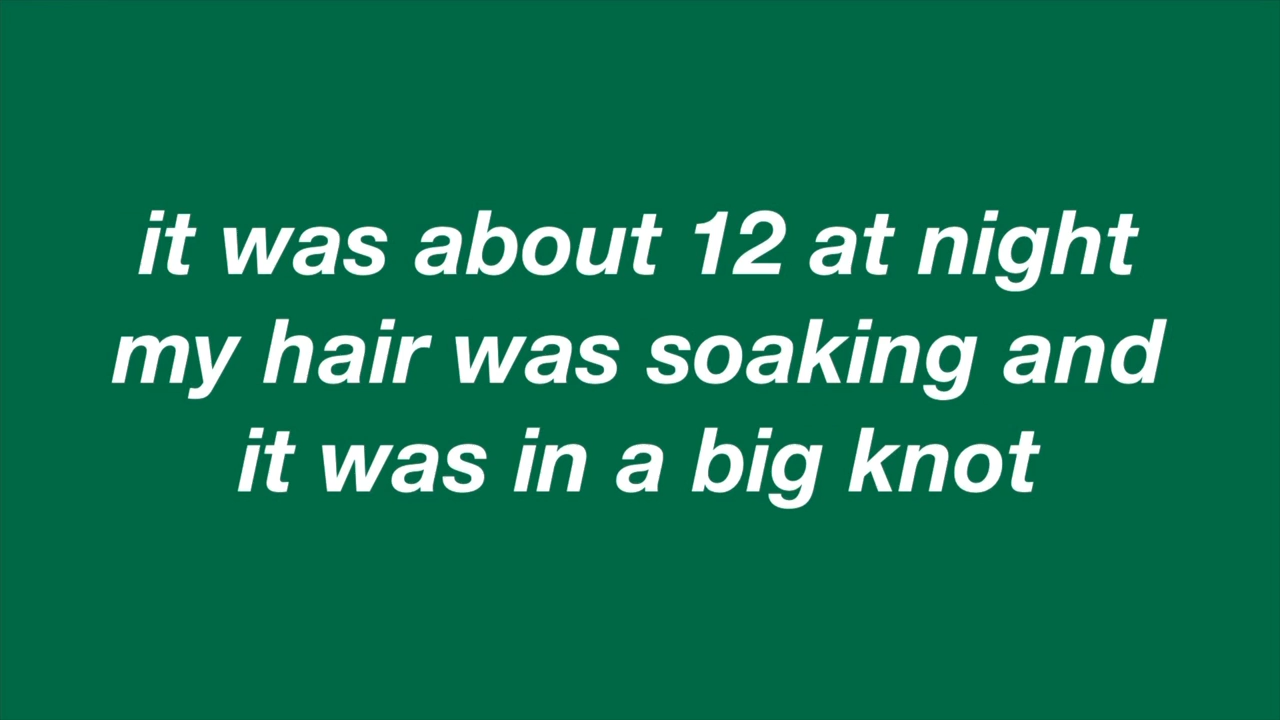 it was about 12 at night
my hair was soaking and
it was in a big knot